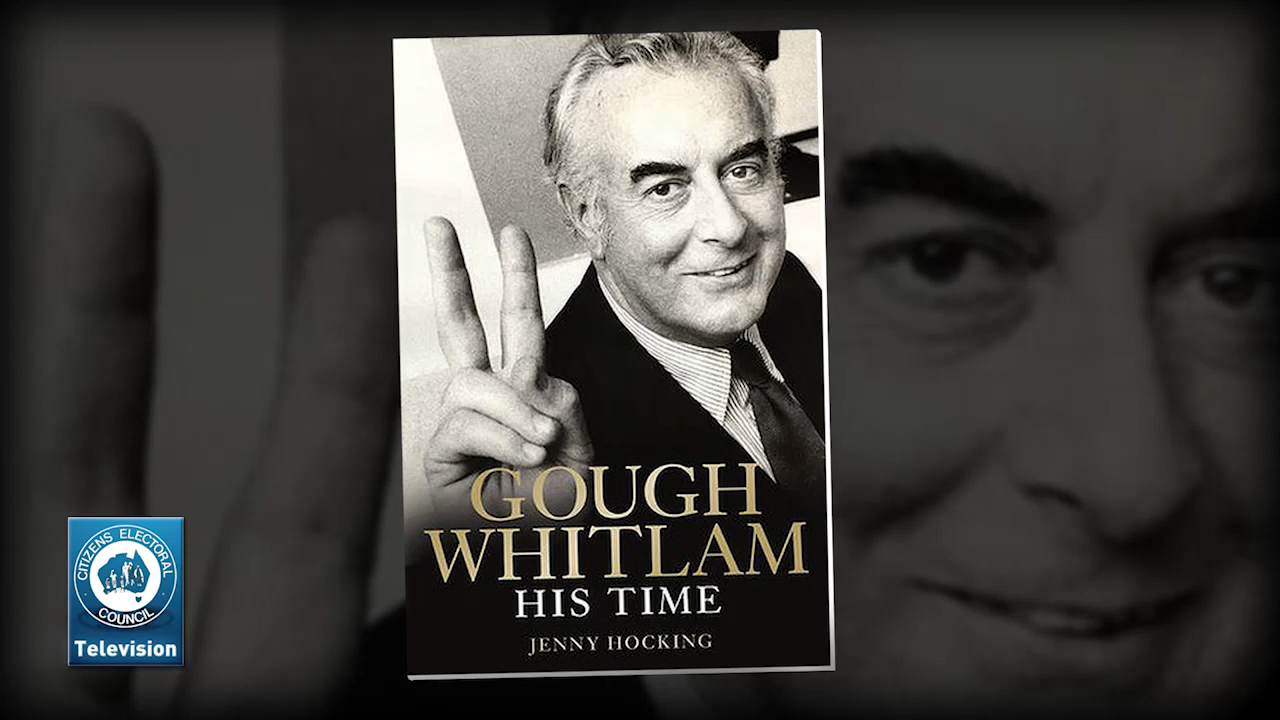 GOUGH
WHITLAM
HIS TIME
JENNY HOCKING
CITIZENS ELECTORAL
COUNCIL
Television